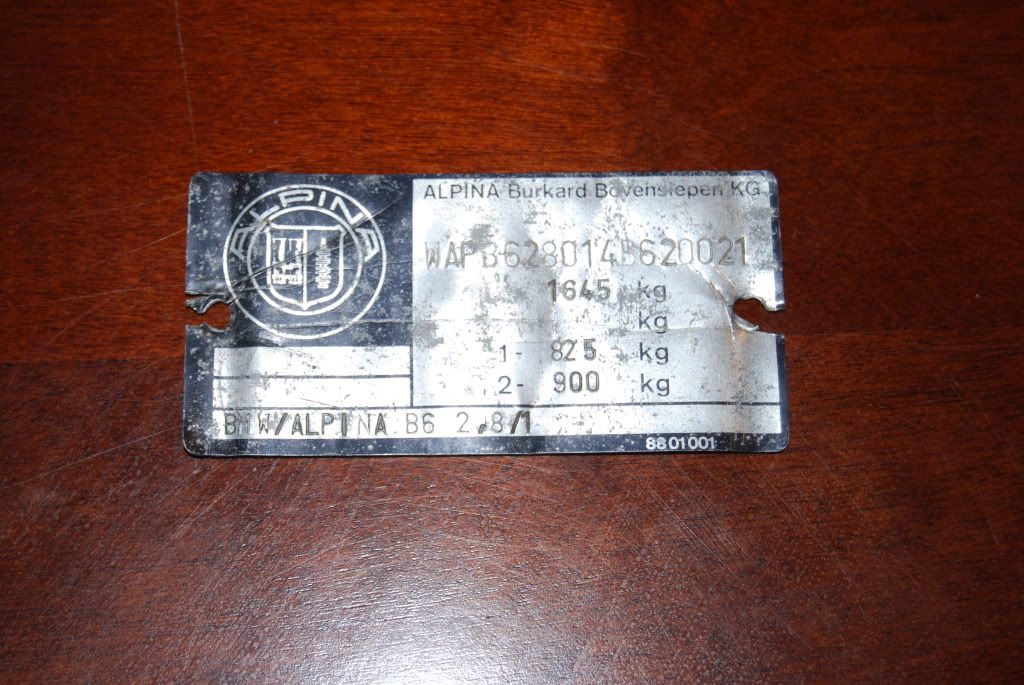 ALPINA
ALPINA Burkard Bovensiepen KG
WAPB628014B620021
1645 kg
kg
1- 825 kg
2- 900 kg
BMW/ALPINA B6 2,8/1
8801001